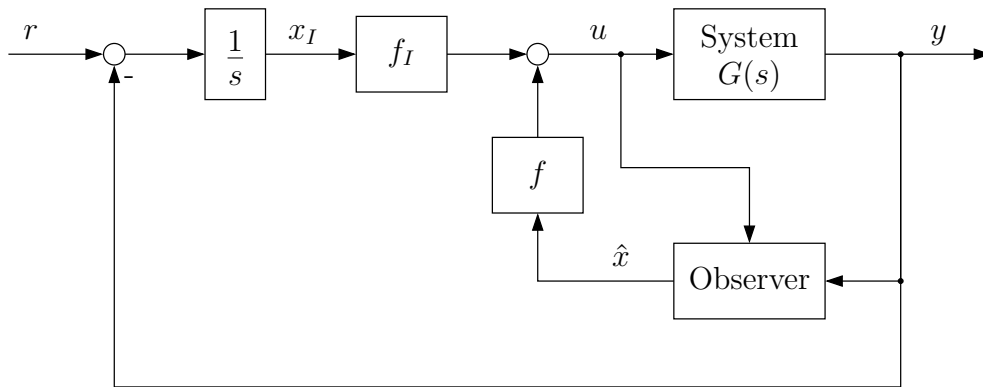 r
-
1
s
x_I
f_I
u
System
G(s)
y
f
x̂
Observer